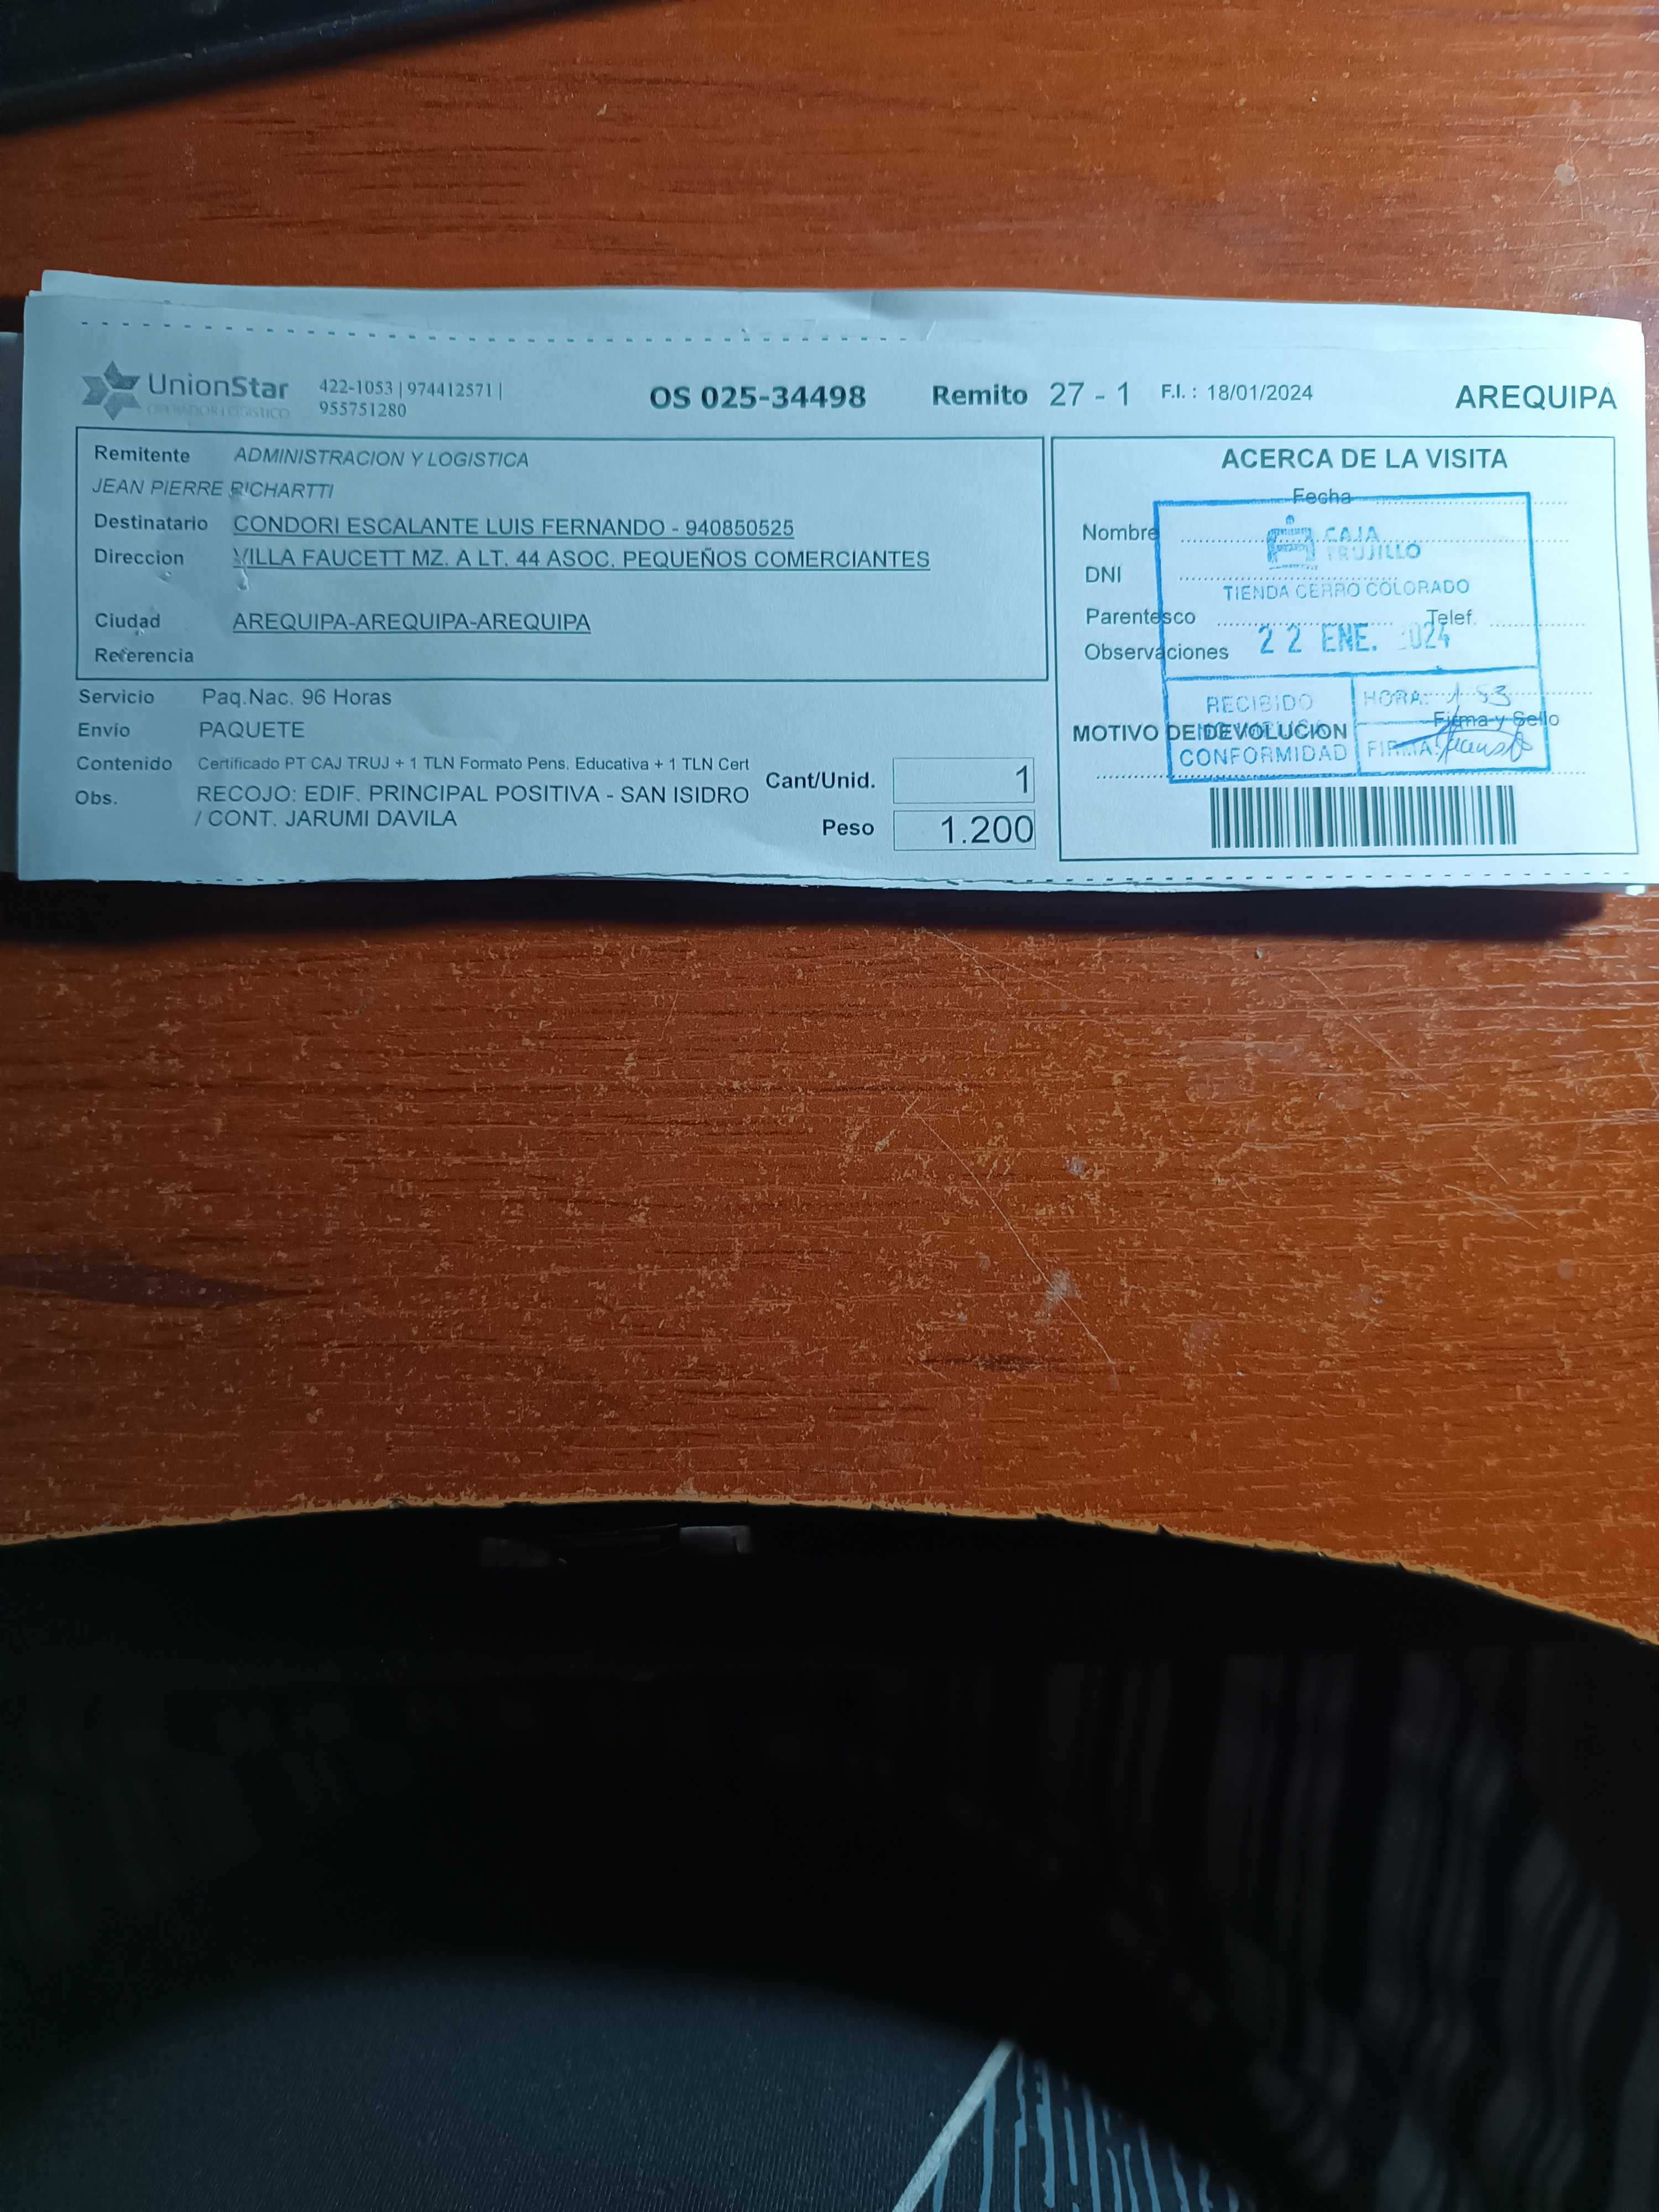 UnionStar 422-1053 | 974412571 | OS 025-34498 Remito 27 - 1 F.I. : 18/01/2024 AREQUIPA
OPERADOR LOGISTICO 955751280
Remitente ADMINISTRACION Y LOGISTICA
JEAN PIERRE RICHARTTI
Destinatario CONDORI ESCALANTE LUIS FERNANDO - 940850525
Direccion VILLA FAUCETT MZ. A LT. 44 ASOC. PEQUEÑOS COMERCIANTES
Ciudad AREQUIPA-AREQUIPA-AREQUIPA
Referencia
Servicio Paq.Nac. 96 Horas
Envío PAQUETE
Contenido Certificado PT CAJ TRUJ + 1 TLN Formato Pens. Educativa + 1 TLN Cert
Obs. RECOJO: EDIF. PRINCIPAL POSITIVA - SAN ISIDRO
/ CONT. JARUMI DAVILA
Cant/Unid. 1
Peso 1.200
ACERCA DE LA VISITA
Fecha
Nombre
DNI
Parentesco Telef.
Observaciones
Firma y Sello
MOTIVO DE DEVOLUCION
CAJA
TRUJILLO
TIENDA CERRO COLORADO
22 ENE. 2024
RECIBIDO HORA:
CONFORMIDAD FIRMA: